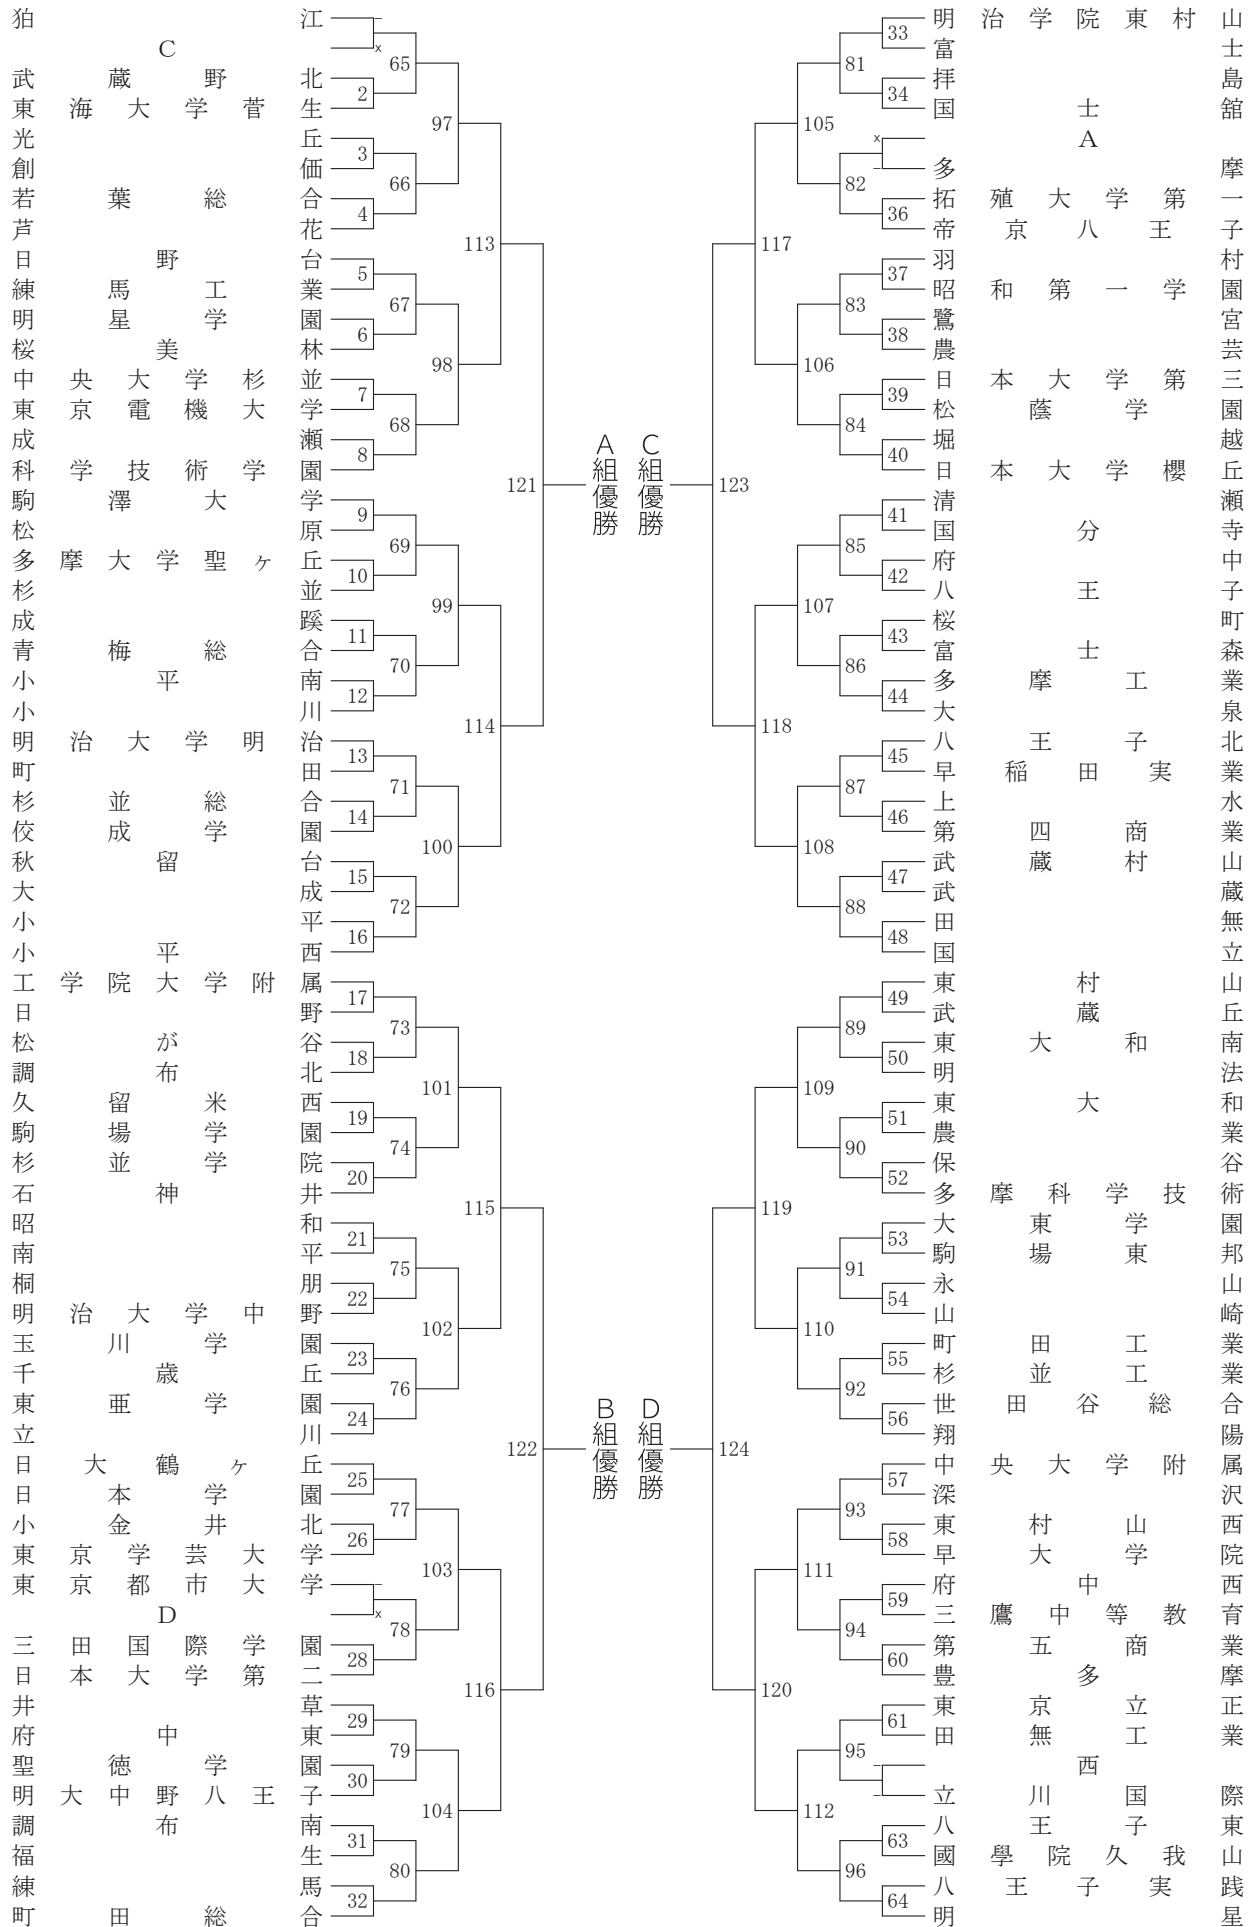 狛江
-
x
C
65
武蔵野北
2
東海大学菅生
97
光丘
3
創価
66
若葉総合
4
芦花
113
日野台
5
練馬工業
67
明星学園
6
桜美林
98
中央大学杉並
7
東京電機大学
68
成瀬
8
科学技術学園
121
A組優勝
駒澤大学
9
松原
69
多摩大学聖ヶ丘
10
杉並
99
成蹊
11
青梅総合
70
小平南
12
小川
114
明治大学明治
13
町田
71
杉並総合
14
佼成学園
100
秋留台
15
大成
72
小平
16
小平西
工学院大学附属
17
日野
73
松が谷
18
調布北
101
久留米西
19
駒場学園
74
杉並学院
20
石神井
115
昭和
21
南平
75
桐朋
22
明治大学中野
102
玉川学園
23
千歳丘
76
東亜学園
24
立川
122
B組優勝
日大鶴ヶ丘
25
日本学園
77
小金井北
26
東京学芸大学
103
東京都市大学
-
x
D
78
三田国際学園
28
日本大学第二
116
井草
29
府中東
79
聖徳学園
30
明大中野八王子
104
調布南
31
福生
80
練馬
32
町田総合
明治学院東村山
33
富士
81
拝島
34
国士舘
105
x
A
-
多摩
82
拓殖大学第一
36
帝京八王子
117
羽村
37
昭和第一学園
83
鷺宮
38
農芸
106
日本大学第三
39
松蔭学園
84
堀越
40
日本大学櫻丘
C組優勝
123
清瀬
41
国分寺
85
府中
42
八王子
107
桜町
43
富士森
86
多摩工業
44
大泉
118
八王子北
45
早稲田実業
87
上水
46
第四商業
108
武蔵村山
47
武蔵
88
田無
48
国立
東村山
49
武蔵丘
89
東大和南
50
明法
109
東大和
51
農業
90
保谷
52
多摩科学技術
119
大東学園
53
駒場東邦
91
永山
54
山崎
110
町田工業
55
杉並工業
92
世田谷総合
56
翔陽
D組優勝
124
中央大学附属
57
深沢
93
東村山西
58
早大学院
111
府中西
59
三鷹中等教育
94
第五商業
60
豊多摩
120
東京立正
61
田無工業
95
-
西
-
立川国際
112
八王子東
63
國學院久我山
96
八王子実践
64
明星